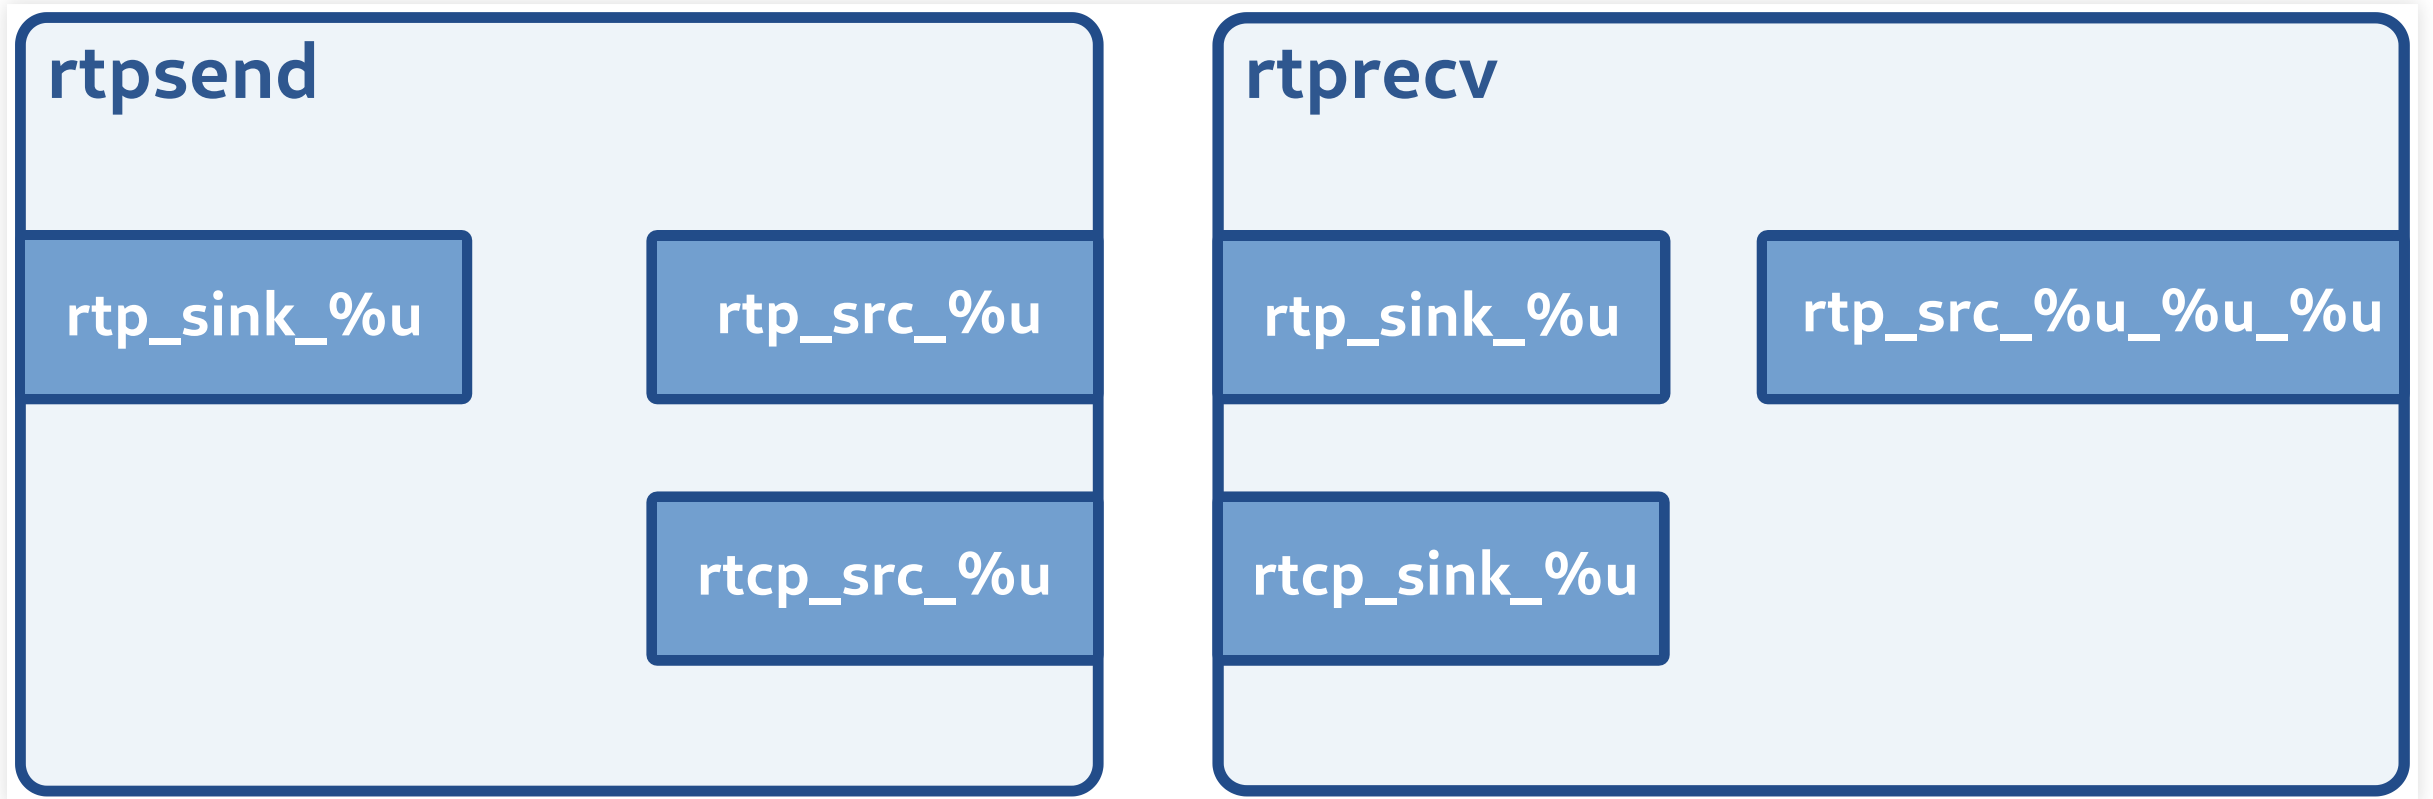 rtpsend
rtp_sink_%u
rtp_src_%u
rtcp_src_%u
rtprecv
rtp_sink_%u
rtp_src_%u_%u_%u
rtcp_sink_%u